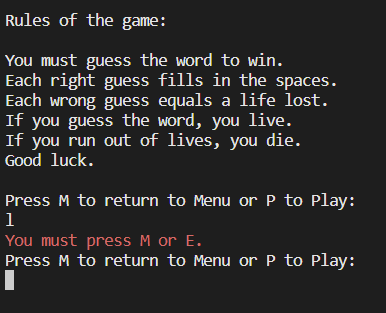 Rules of the game:
You must guess the word to win.
Each right guess fills in the spaces.
Each wrong guess equals a life lost.
If you guess the word, you live.
If you run out of lives, you die.
Good luck.
Press M to return to Menu or P to Play:
l
You must press M or E.
Press M to return to Menu or P to Play: